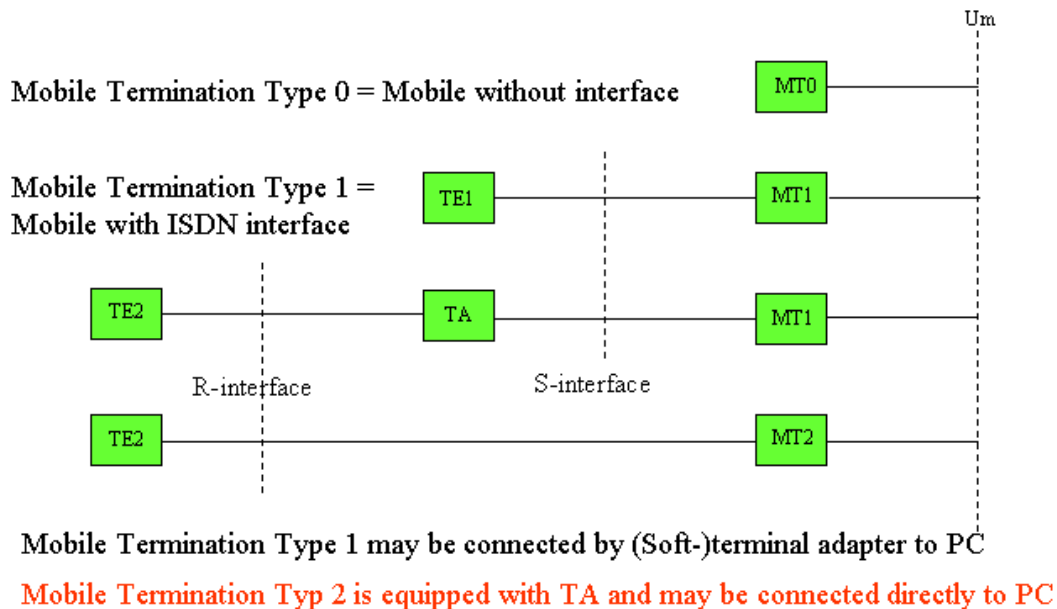 Um
Mobile Termination Type 0 = Mobile without interface
MT0
Mobile Termination Type 1 =
Mobile with ISDN interface
TE1
MT1
TE2
TA
MT1
R-interface
S-interface
TE2
MT2
Mobile Termination Type 1 may be connected by (Soft-)terminal adapter to PC
Mobile Termination Typ 2 is equipped with TA and may be connected directly to PC